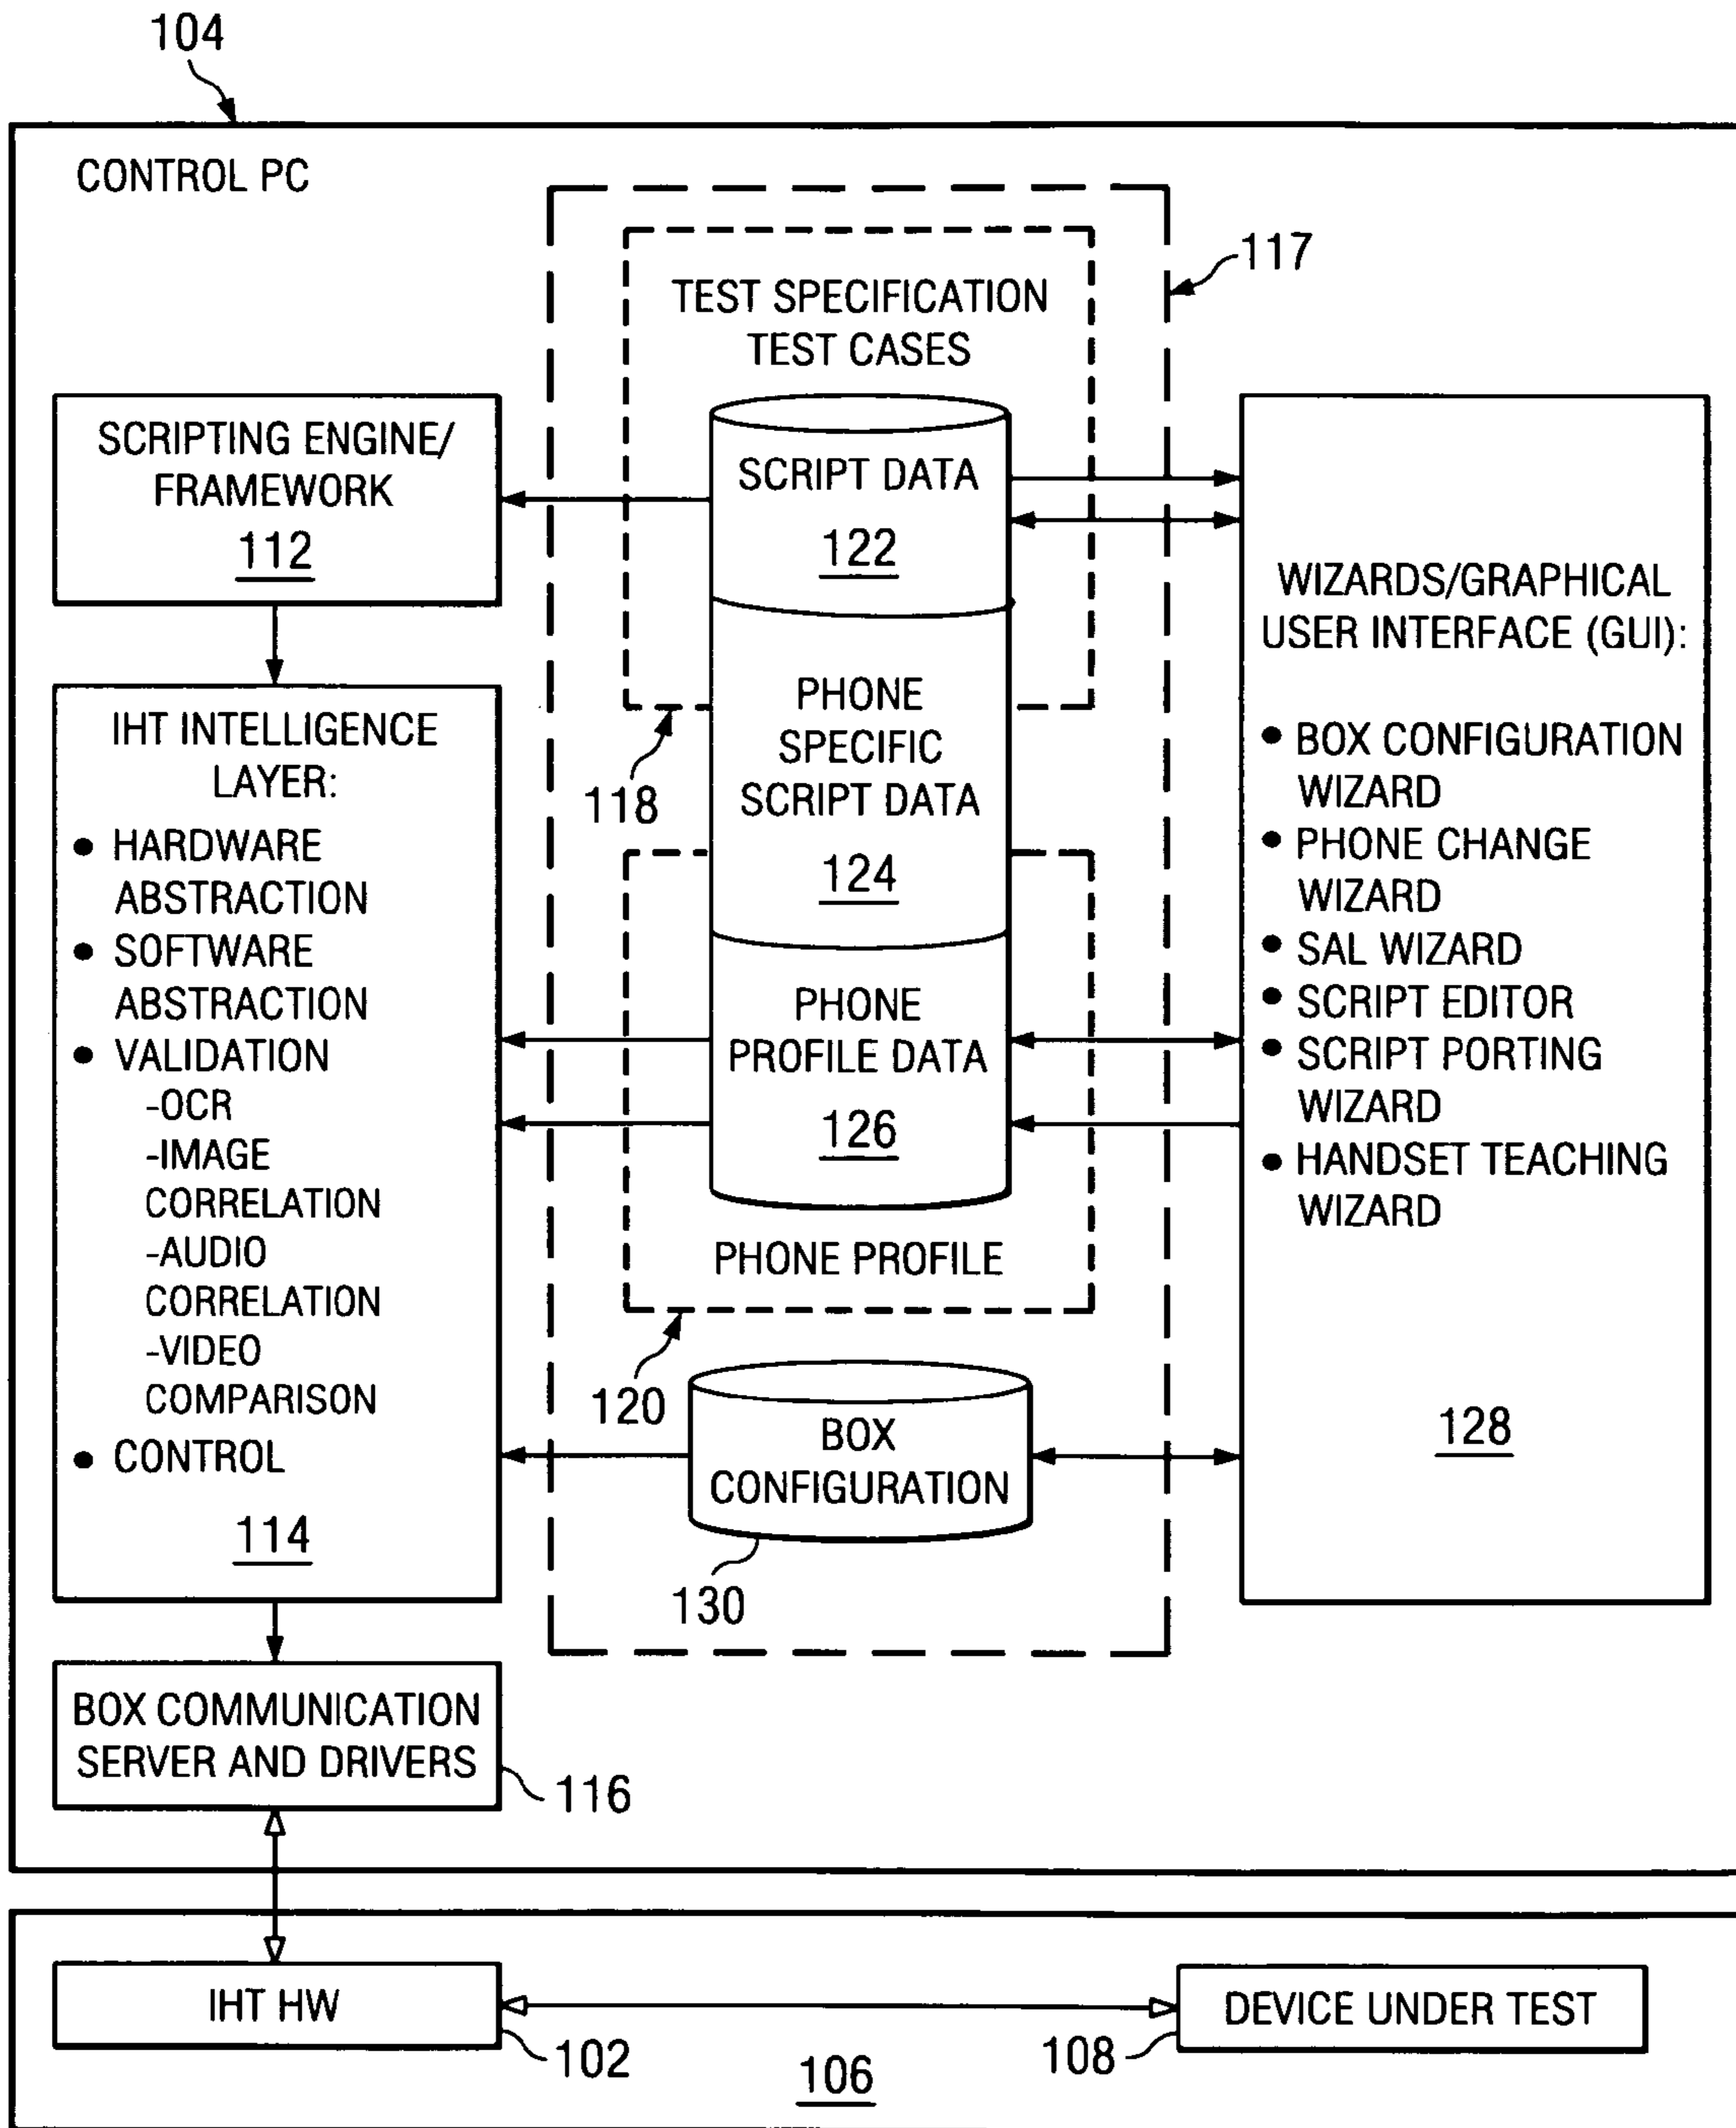 104
CONTROL PC
117
TEST SPECIFICATION
TEST CASES
SCRIPTING ENGINE/
FRAMEWORK
112
SCRIPT DATA
122
PHONE
SPECIFIC
SCRIPT DATA
124
118
PHONE
PROFILE DATA
126
PHONE PROFILE
120
BOX
CONFIGURATION
130
IHT INTELLIGENCE
LAYER:
● HARDWARE
ABSTRACTION
● SOFTWARE
ABSTRACTION
● VALIDATION
-OCR
-IMAGE
CORRELATION
-AUDIO
CORRELATION
-VIDEO
COMPARISON
● CONTROL
114
WIZARDS/GRAPHICAL
USER INTERFACE (GUI):
● BOX CONFIGURATION
WIZARD
● PHONE CHANGE
WIZARD
● SAL WIZARD
● SCRIPT EDITOR
● SCRIPT PORTING
WIZARD
● HANDSET TEACHING
WIZARD
128
BOX COMMUNICATION
SERVER AND DRIVERS
116
IHT HW
102
DEVICE UNDER TEST
108
106